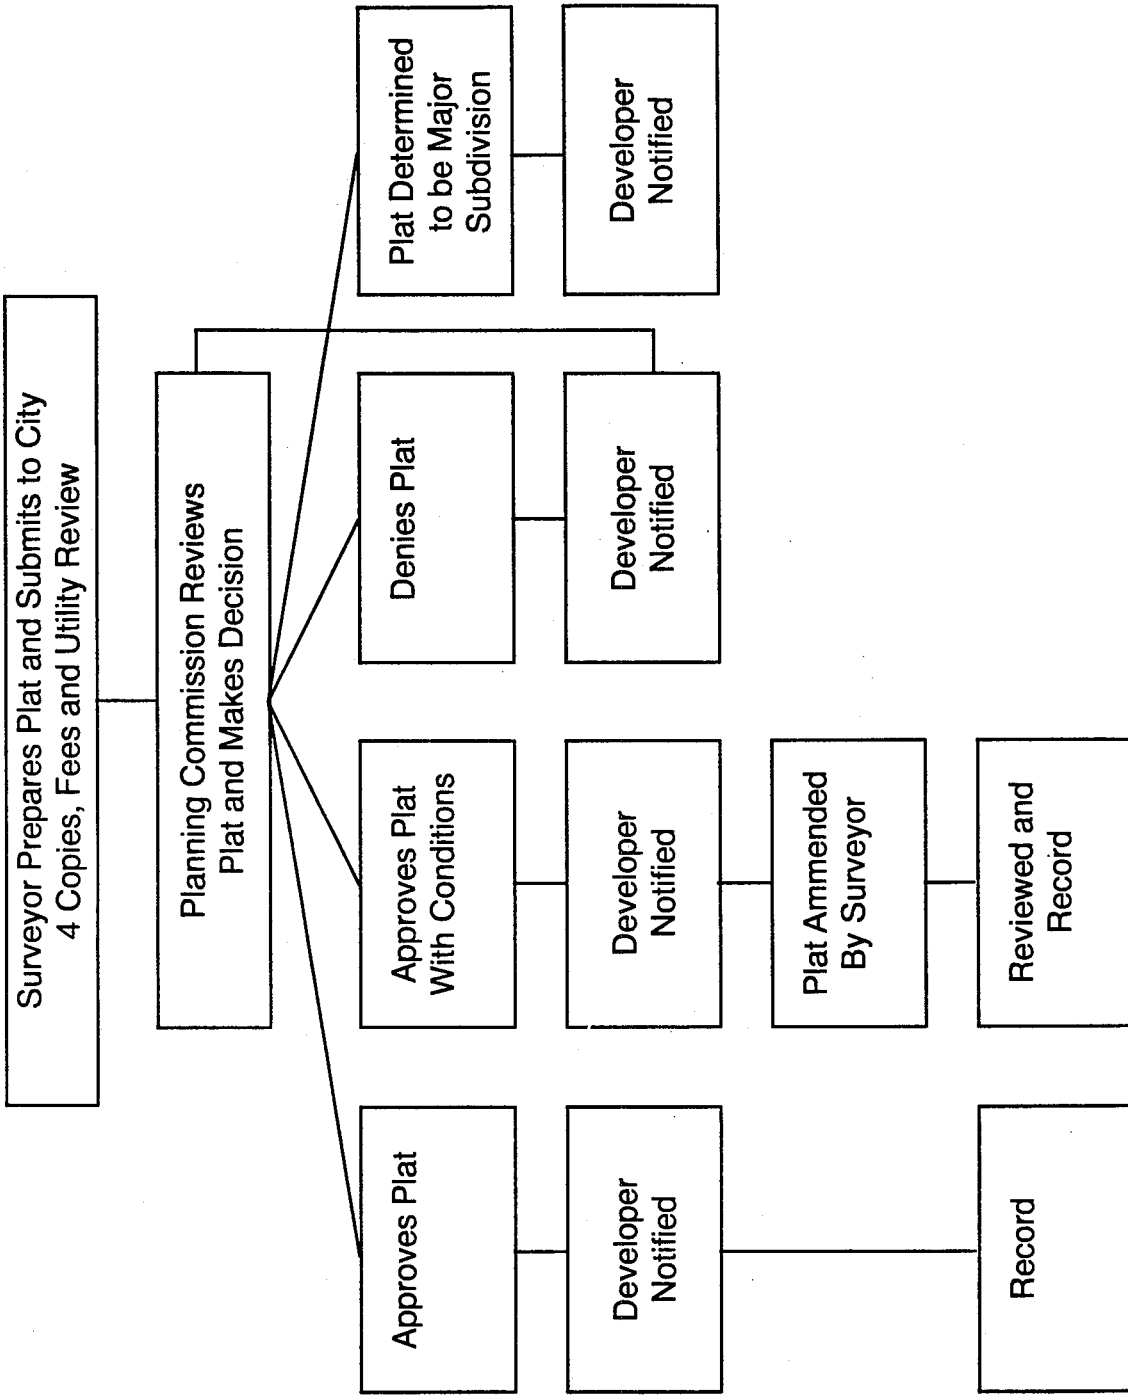 Surveyor Prepares Plat and Submits to City
4 Copies, Fees and Utility Review
Planning Commission Reviews
Plat and Makes Decision
Approves Plat
Approves Plat
With Conditions
Denies Plat
Plat Determined
to be Major
Subdivision
Developer
Notified
Developer
Notified
Developer
Notified
Developer
Notified
Plat Ammended
By Surveyor
Record
Reviewed and
Record